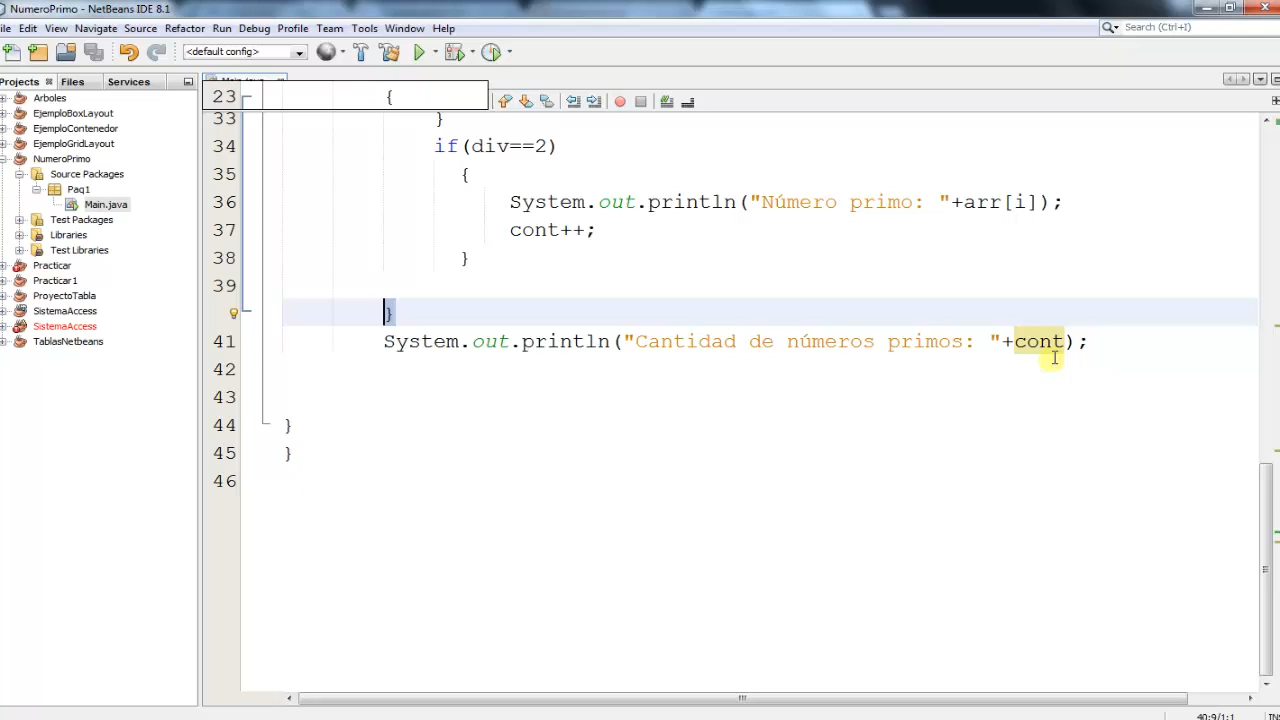 NumeroPrimo - NetBeans IDE 8.1
ile Edit View Navigate Source Refactor Run Debug Profile Team Tools Window Help
Search (Ctrl+I)
<default config>
Projects Files Services
Arboles
EjemploBoxLayout
EjemploContenedor
EjemploGridLayout
NumeroPrimo
Source Packages
Paq1
Main.java
Test Packages
Libraries
Test Libraries
Practicar
Practicar1
ProyectoTabla
SistemaAccess
SistemaAccess
TablasNetbeans
23 {
33 }
34 if(div==2)
35 {
36 System.out.println("Número primo: "+arr[i]);
37 cont++;
38 }
39
}
41 System.out.println("Cantidad de números primos: "+cont);
42
43
44 }
45 }
46
40:9/1:1